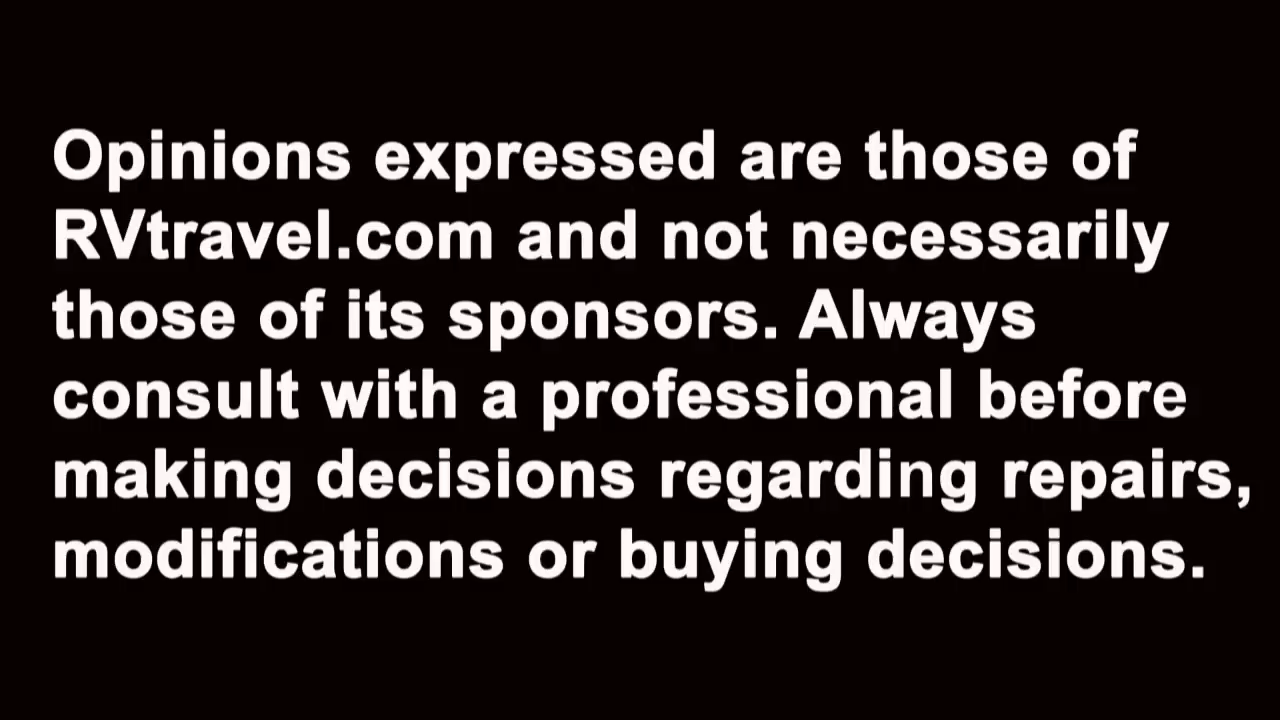 Opinions expressed are those of
RVtravel.com and not necessarily
those of its sponsors. Always
consult with a professional before
making decisions regarding repairs,
modifications or buying decisions.